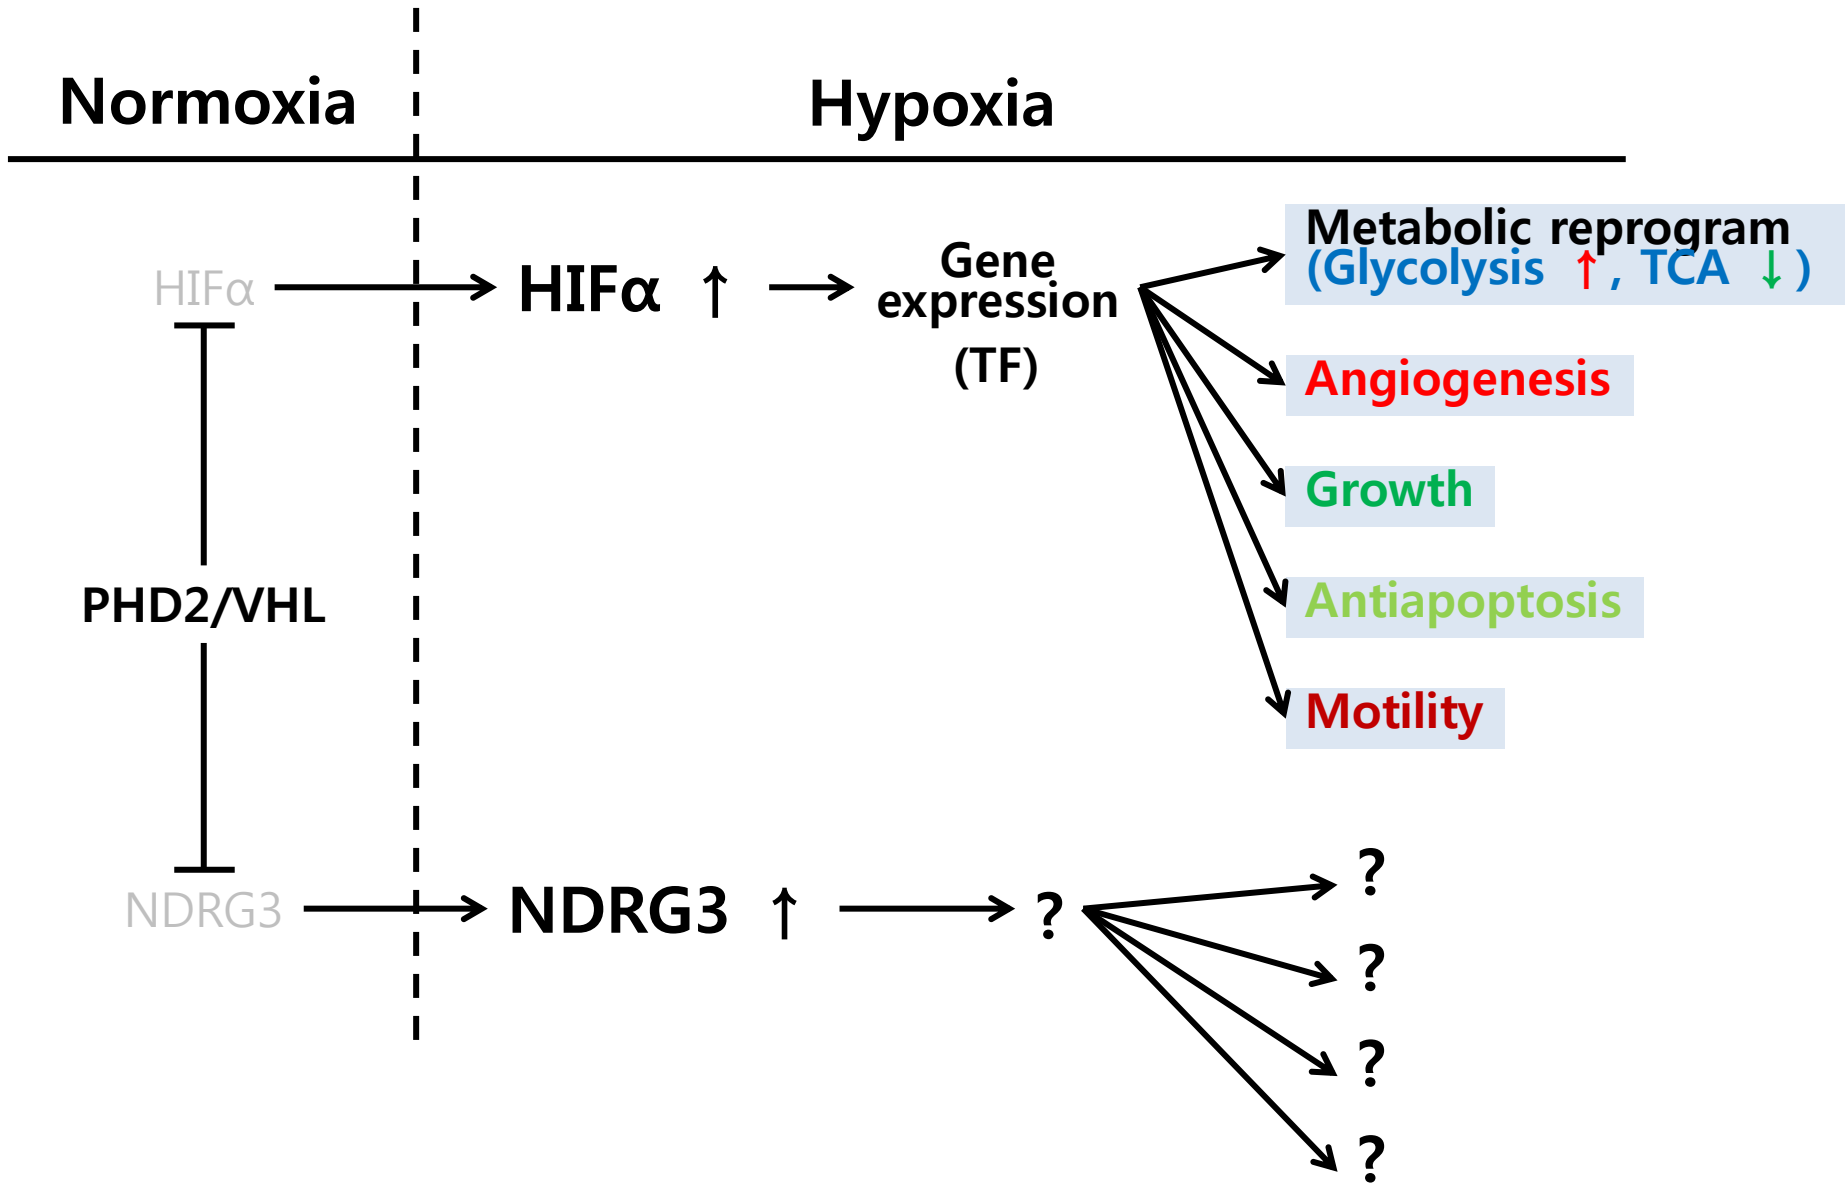 Normoxia
Hypoxia
HIFα
HIFα ↑
Gene
expression
(TF)
Metabolic reprogram
(Glycolysis ↑, TCA ↓)
Angiogenesis
Growth
Antiapoptosis
Motility
PHD2/VHL
NDRG3
NDRG3 ↑
?
?
?
?
?